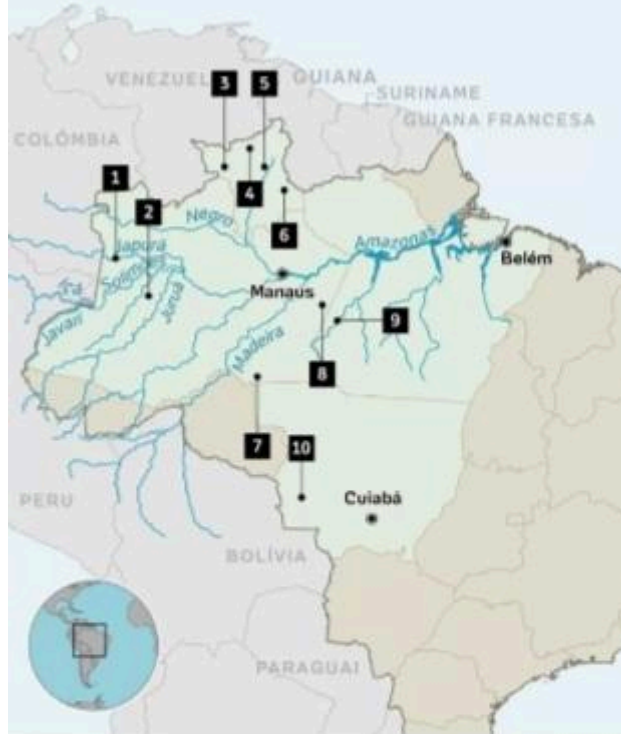 VENEZUEL
3
5
GUIANA
SURINAME
GUIANA FRANCESA
COLÔMBIA
1
2
4
Negro
6
Japurá
Amazonas
Solimões
Belém
Içá
Manaus
Juruá
Javari
9
Madeira
8
7
10
Cuiabá
PERU
BOLÍVIA
PARAGUAI